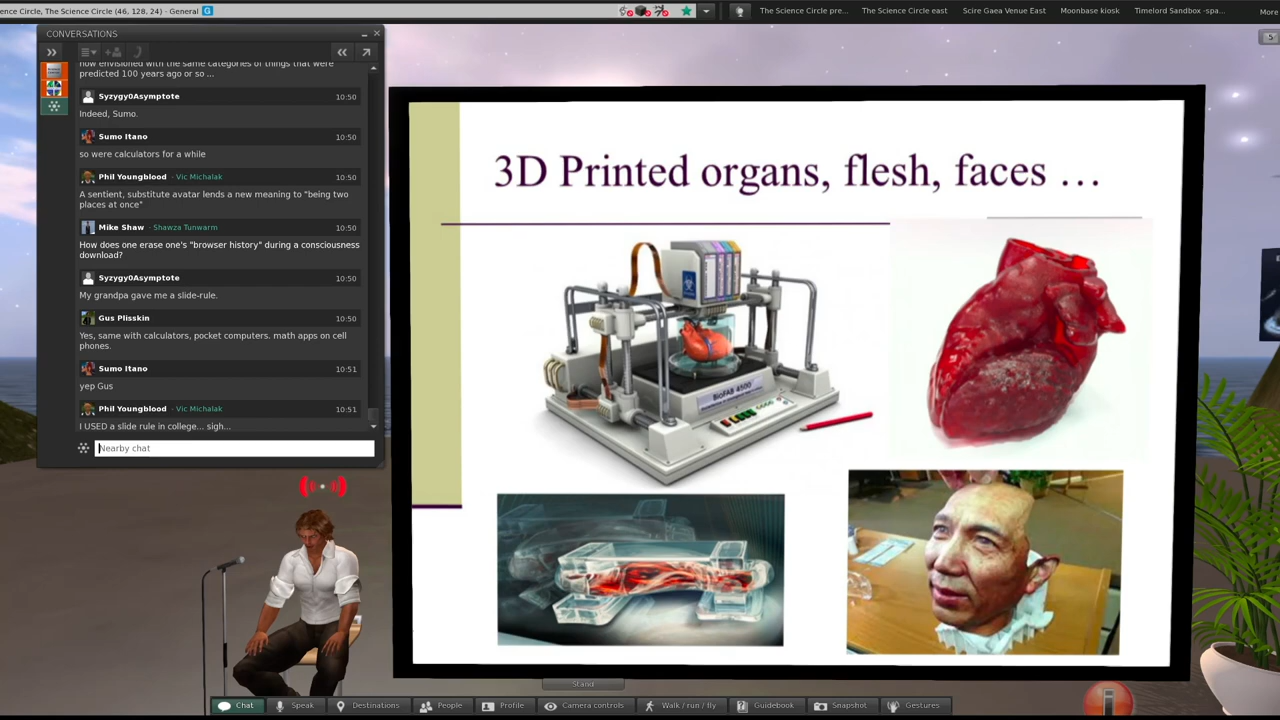 ence Circle, The Science Circle (46, 128, 24) - General
The Science Circle pre...
The Science Circle east
Scire Gaea Venue East
Moonbase kiosk
Timelord Sandbox -spa...
More
CONVERSATIONS
now envisioned with the same categories of things that were
predicted 100 years ago or so ...
Syzygy0Asymptote 10:50
Indeed, Sumo.
Sumo Itano 10:50
so were calculators for a while
Phil Youngblood - Vic Michalak 10:50
A sentient, substitute avatar lends a new meaning to "being two
places at once"
Mike Shaw - Shawza Tunwarm 10:50
How does one erase one's "browser history" during a consciousness
download?
Syzygy0Asymptote 10:50
My grandpa gave me a slide-rule.
Gus Plisskin 10:50
Yes, same with calculators, pocket computers. math apps on cell
phones.
Sumo Itano 10:51
yep Gus
Phil Youngblood - Vic Michalak 10:51
I USED a slide rule in college... sigh...
Nearby chat
5
3D Printed organs, flesh, faces ...
BioFAB 4500
Stand
Chat
Speak
Destinations
People
Profile
Camera controls
Walk / run / fly
Guidebook
Snapshot
Gestures